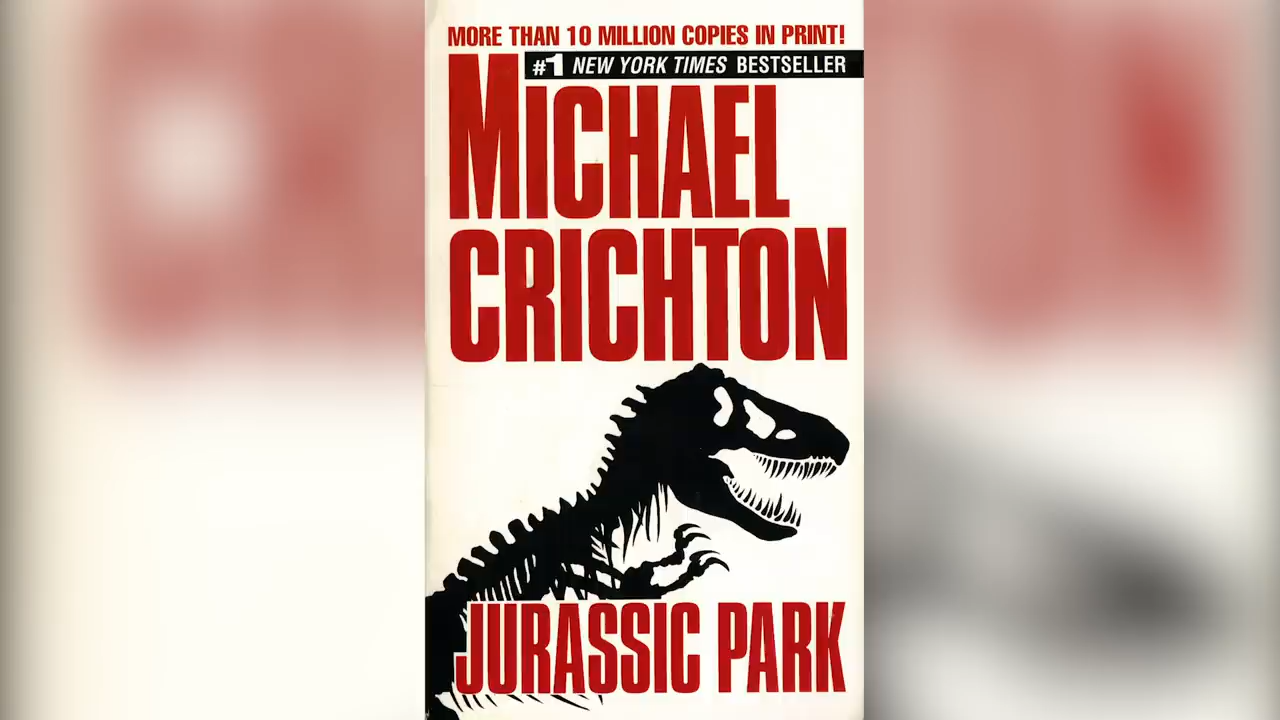 MORE THAN 10 MILLION COPIES IN PRINT!
#1 NEW YORK TIMES BESTSELLER
MICHAEL
CRICHTON
JURASSIC PARK